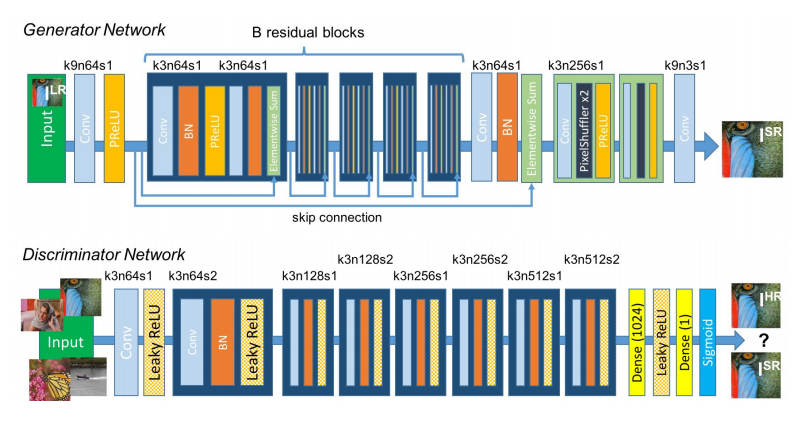 Generator Network
B residual blocks
k9n64s1
k3n64s1
k3n64s1
k3n64s1
k3n256s1
k9n3s1
I^LR
Input
Conv
PReLU
Conv
BN
PReLU
Elementwise Sum
Conv
BN
Elementwise Sum
Conv
PixelShuffler x2
PReLU
Conv
I^SR
skip connection
Discriminator Network
k3n64s1
k3n64s2
k3n128s1
k3n128s2
k3n256s1
k3n256s2
k3n512s1
k3n512s2
Input
Conv
Leaky ReLU
Conv
BN
Leaky ReLU
Dense (1024)
Leaky ReLU
Dense (1)
Sigmoid
I^HR
?
I^SR